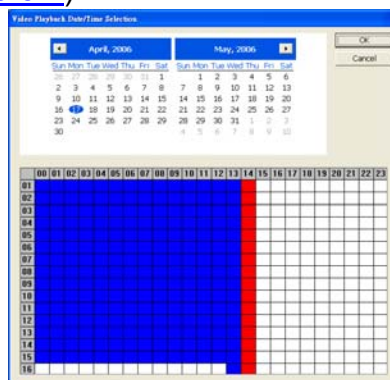 Video Playback Date/Time Selection
April, 2006 May, 2006
OK
Cancel
Sun Mon Tue Wed Thu Fri Sat Sun Mon Tue Wed Thu Fri Sat
26 27 28 29 30 31 1 1 2 3 4 5 6
2 3 4 5 6 7 8 7 8 9 10 11 12 13
9 10 11 12 13 14 15 14 15 16 17 18 19 20
16 17 18 19 20 21 22 21 22 23 24 25 26 27
23 24 25 26 27 28 29 28 29 30 31 1 2 3
30 4 5 6 7 8 9 10
00 01 02 03 04 05 06 07 08 09 10 11 12 13 14 15 16 17 18 19 20 21 22 23
01
02
03
04
05
06
07
08
09
10
11
12
13
14
15
16